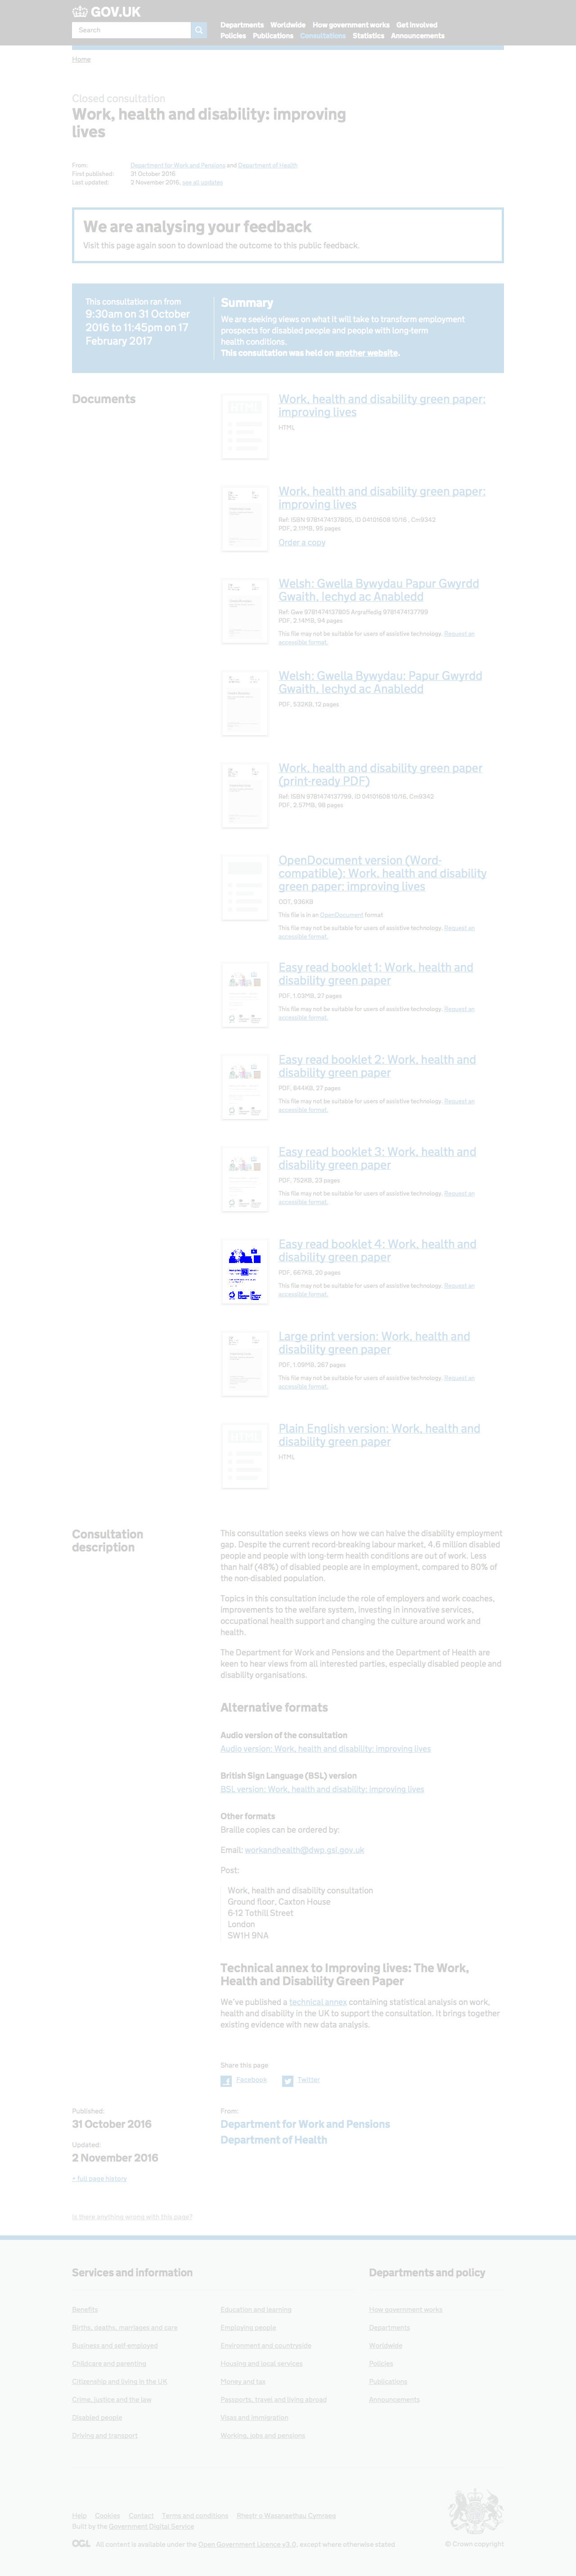 GOV.UK
Search
Departments Worldwide How government works Get involved
Policies Publications Consultations Statistics Announcements
Home
Closed consultation
Work, health and disability: improving
lives
From: Department for Work and Pensions and Department of Health
First published: 31 October 2016
Last updated: 2 November 2016, see all updates
We are analysing your feedback
Visit this page again soon to download the outcome to this public feedback.
This consultation ran from
9:30am on 31 October
2016 to 11:45pm on 17
February 2017
Summary
We are seeking views on what it will take to transform employment
prospects for disabled people and people with long-term
health conditions.
This consultation was held on another website.
Documents
HTML
Work, health and disability green paper:
improving lives
HTML
Work, health and disability green paper:
improving lives
Ref: ISBN 9781474137805, ID 04101608 10/16 , Cm9342
PDF, 2.11MB, 95 pages
Order a copy
Welsh: Gwella Bywydau Papur Gwyrdd
Gwaith, Iechyd ac Anabledd
Ref: Gwe 9781474137805 Argraffedig 9781474137799
PDF, 2.14MB, 94 pages
This file may not be suitable for users of assistive technology. Request an
accessible format.
Welsh: Gwella Bywydau: Papur Gwyrdd
Gwaith, Iechyd ac Anabledd
PDF, 532KB, 12 pages
Work, health and disability green paper
(print-ready PDF)
Ref: ISBN 9781474137799, ID 04101608 10/16, Cm9342
PDF, 2.57MB, 98 pages
OpenDocument version (Word-
compatible): Work, health and disability
green paper: improving lives
ODT, 936KB
This file is in an OpenDocument format
This file may not be suitable for users of assistive technology. Request an
accessible format.
Easy read booklet 1: Work, health and
disability green paper
PDF, 1.03MB, 27 pages
This file may not be suitable for users of assistive technology. Request an
accessible format.
Easy read booklet 2: Work, health and
disability green paper
PDF, 844KB, 27 pages
This file may not be suitable for users of assistive technology. Request an
accessible format.
Easy read booklet 3: Work, health and
disability green paper
PDF, 752KB, 23 pages
This file may not be suitable for users of assistive technology. Request an
accessible format.
Easy read booklet 4: Work, health and
disability green paper
PDF, 667KB, 20 pages
This file may not be suitable for users of assistive technology. Request an
accessible format.
Large print version: Work, health and
disability green paper
PDF, 1.09MB, 267 pages
This file may not be suitable for users of assistive technology. Request an
accessible format.
HTML
Plain English version: Work, health and
disability green paper
HTML
Consultation
description
This consultation seeks views on how we can halve the disability employment
gap. Despite the current record-breaking labour market, 4.6 million disabled
people and people with long-term health conditions are out of work. Less
than half (48%) of disabled people are in employment, compared to 80% of
the non-disabled population.
Topics in this consultation include the role of employers and work coaches,
improvements to the welfare system, investing in innovative services,
occupational health support and changing the culture around work and
health.
The Department for Work and Pensions and the Department of Health are
keen to hear views from all interested parties, especially disabled people and
disability organisations.
Alternative formats
Audio version of the consultation
Audio version: Work, health and disability: improving lives
British Sign Language (BSL) version
BSL version: Work, health and disability: improving lives
Other formats
Braille copies can be ordered by:
Email: workandhealth@dwp.gsi.gov.uk
Post:
Work, health and disability consultation
Ground floor, Caxton House
6-12 Tothill Street
London
SW1H 9NA
Technical annex to Improving lives: The Work,
Health and Disability Green Paper
We've published a technical annex containing statistical analysis on work,
health and disability in the UK to support the consultation. It brings together
existing evidence with new data analysis.
Share this page
Facebook Twitter
Published:
31 October 2016
Updated:
2 November 2016
+ full page history
From:
Department for Work and Pensions
Department of Health
Is there anything wrong with this page?
Services and information
Benefits
Births, deaths, marriages and care
Business and self-employed
Childcare and parenting
Citizenship and living in the UK
Crime, justice and the law
Disabled people
Driving and transport
Education and learning
Employing people
Environment and countryside
Housing and local services
Money and tax
Passports, travel and living abroad
Visas and immigration
Working, jobs and pensions
Departments and policy
How government works
Departments
Worldwide
Policies
Publications
Announcements
Help Cookies Contact Terms and conditions Rhestr o Wasanaethau Cymraeg
Built by the Government Digital Service
OGL All content is available under the Open Government Licence v3.0, except where otherwise stated
© Crown copyright